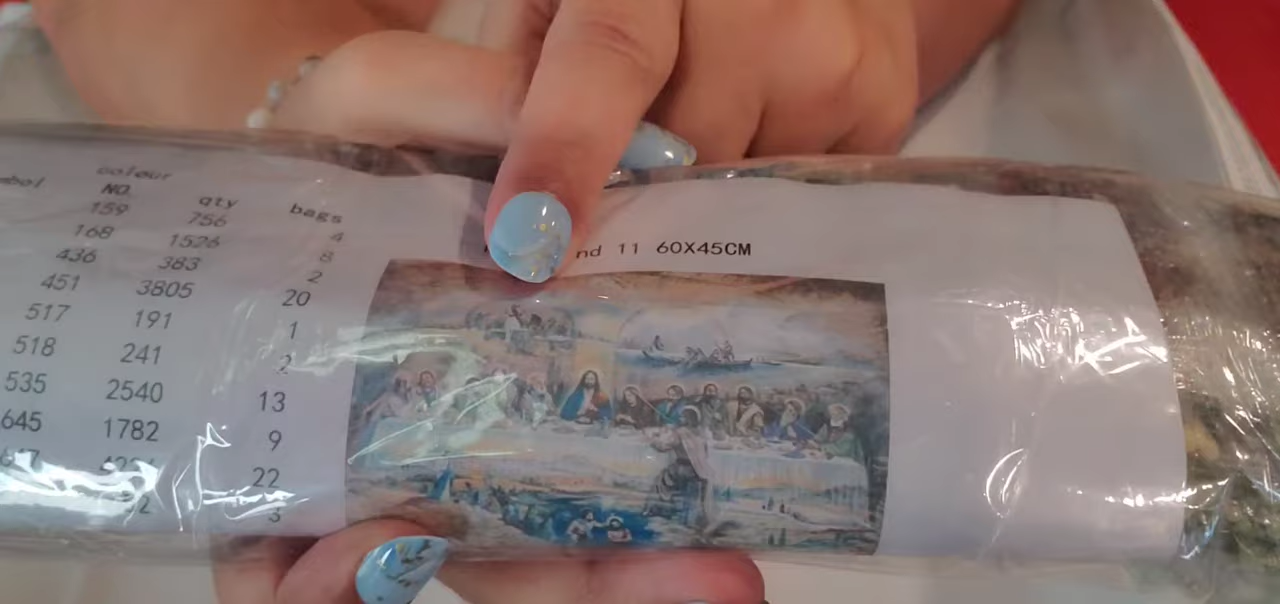 colour
NO. qty bags
159 756 4
168 1526 8
436 383 2
451 3805 20
517 191 1
518 241 2
535 2540 13
645 1782 9
22
3
nd 11 60X45CM